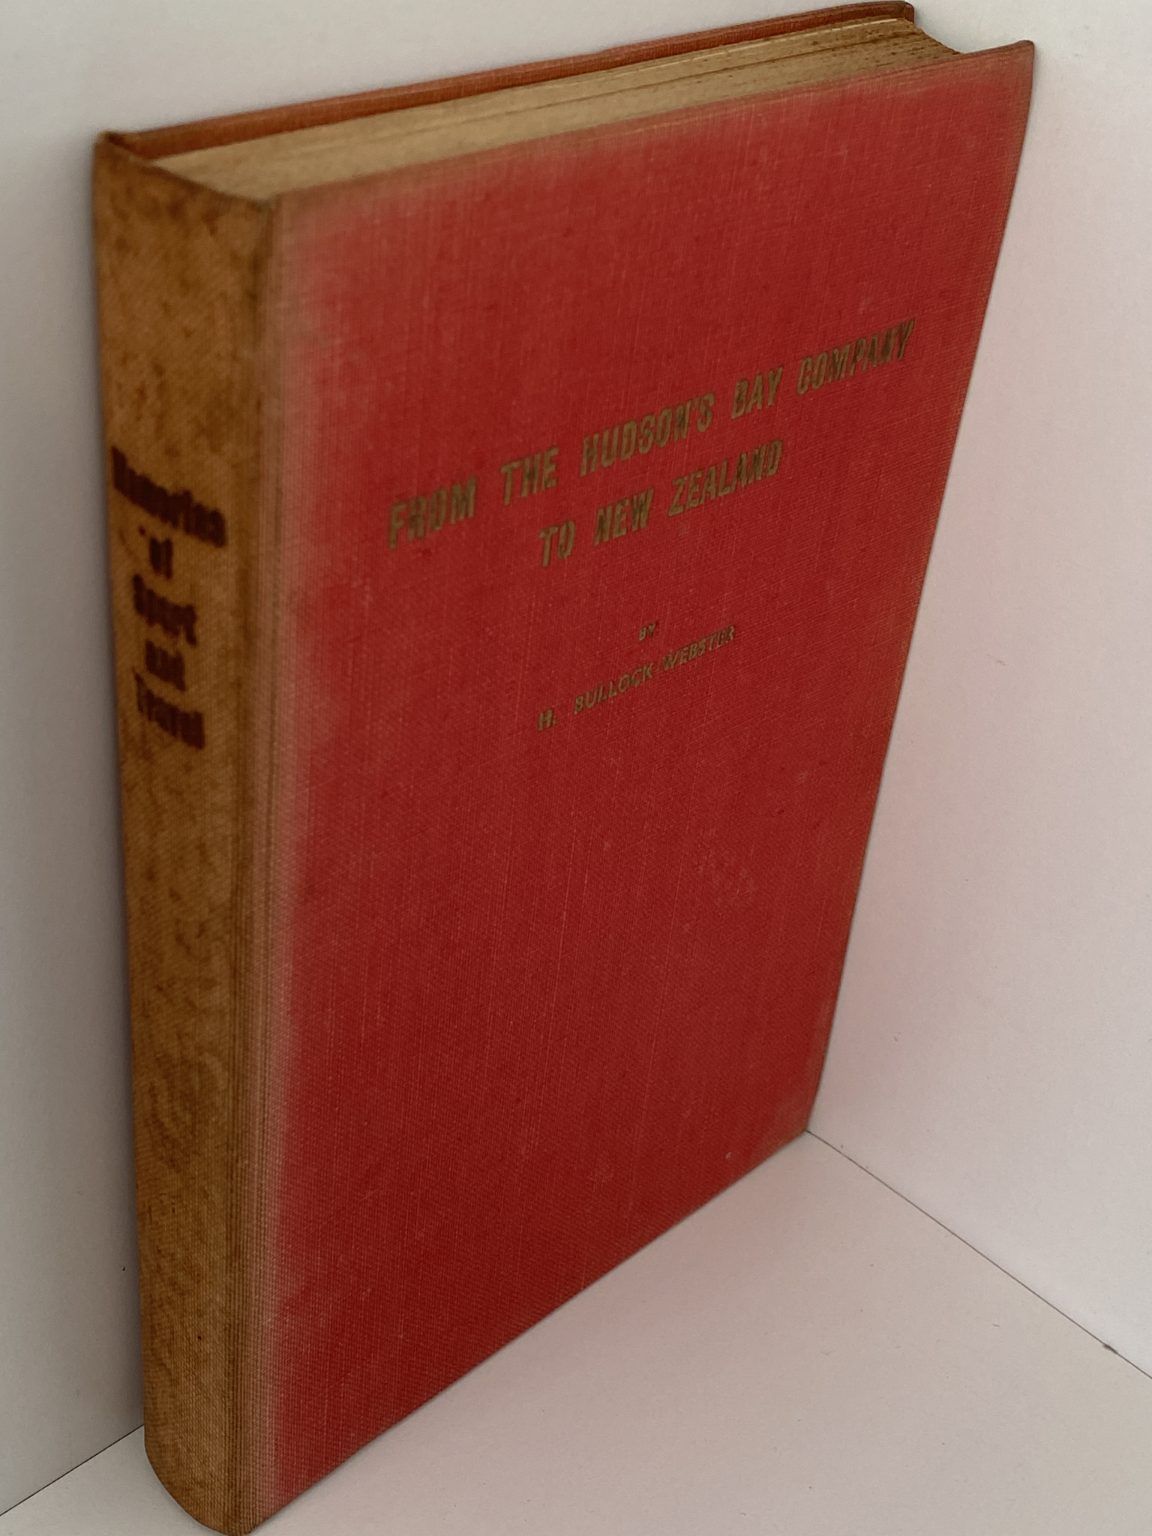 Memories
of
Sport
and
Travel
FROM THE HUDSON'S BAY COMPANY
TO NEW ZEALAND
BY
H. BULLOCK WEBSTER